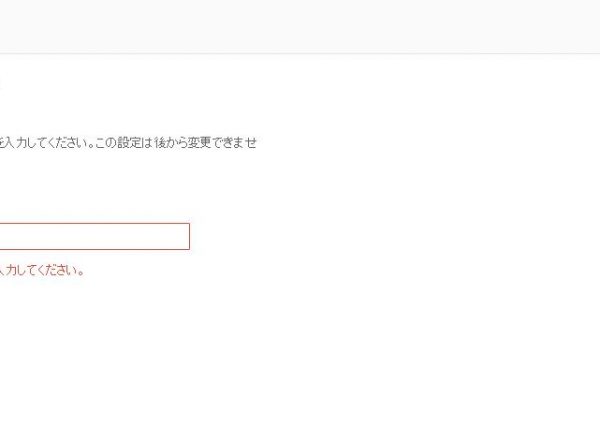 を入力してください。この設定は後から変更できませ
入力してください。